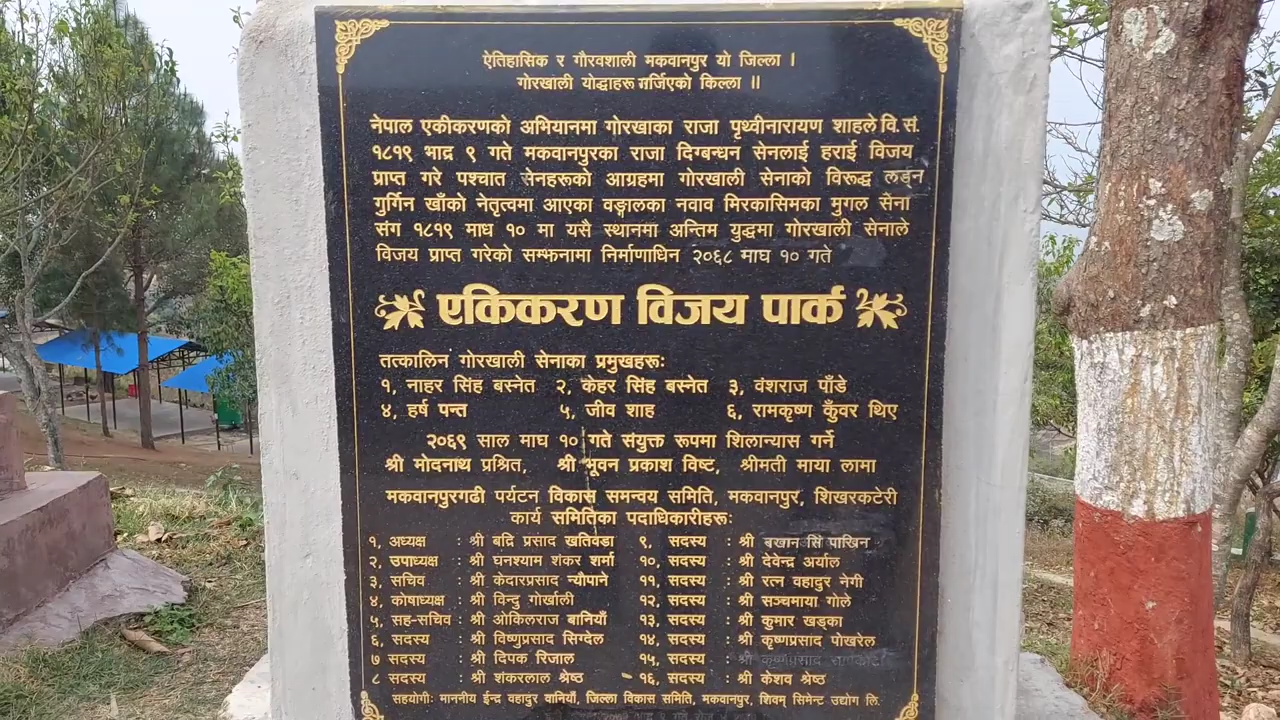 ऐतिहासिक र गौरवशाली मकवानपुर यो जिल्ला ।
गोरखाली योद्धाहरू गर्जिएको किल्ला ॥
नेपाल एकीकरणको अभियानमा गोरखाका राजा पृथ्वीनारायण शाहले वि.सं.
१८१९ भाद्र ९ गते मकवानपुरका राजा दिग्बन्धन सेनलाई हराई विजय
प्राप्त गरे पश्चात सेनहरूको आग्रहमा गोरखाली सेनाको विरूद्ध लड्न
गुर्गिन खाँको नेतृत्वमा आएका वङ्गालका नवाव मिरकासिमका मुगल सेना
संग १८१९ माघ १० मा यसै स्थानमा अन्तिम युद्धमा गोरखाली सेनाले
विजय प्राप्त गरेको सम्झनामा निर्माणाधिन २०६८ माघ १० गते
एकिकरण विजय पार्क
तत्कालिन गोरखाली सेनाका प्रमुखहरूः
१, नाहर सिंह बस्नेत २, केहर सिंह बस्नेत ३, वंशराज पाँडे
४, हर्ष पन्त ५, जीव शाह ६, रामकृष्ण कुँवर थिए
२०६९ साल माघ १० गते संयुक्त रूपमा शिलान्यास गर्ने
श्री मोदनाथ प्रश्रित, श्री भूवन प्रकाश विष्ट, श्रीमती माया लामा
मकवानपुरगढी पर्यटन विकास समन्वय समिति, मकवानपुर, शिखरकटेरी
कार्य समितिका पदाधिकारीहरूः
१, अध्यक्ष : श्री बद्रि प्रसाद खतिवडा ९, सदस्य : श्री बखान सिं पाखिन
२, उपाध्यक्ष : श्री घनश्याम शंकर शर्मा १०, सदस्य : श्री देवेन्द्र अर्याल
३, सचिव : श्री केदारप्रसाद न्यौपाने ११, सदस्य : श्री रत्न वहादुर नेगी
४, कोषाध्यक्ष : श्री विन्दु गोर्खाली १२, सदस्य : श्री सञ्चमाया गोले
५, सह-सचिव : श्री ओकिलराज बानियाँ १३, सदस्य : श्री कुमार खड्का
६, सदस्य : श्री विष्णुप्रसाद सिग्देल १४, सदस्य : श्री कृष्णप्रसाद पोखरेल
७ सदस्य : श्री दिपक रिजाल १५, सदस्य : श्री कृष्णप्रसाद
८ सदस्य : श्री शंकरलाल श्रेष्ठ १६, सदस्य : श्री केशव श्रेष्ठ
सहयोगीः माननीय ईन्द्र वहादुर वानियाँ, जिल्ला विकास समिति, मकवानपुर, शिवम् सिमेन्ट उद्योग लि.